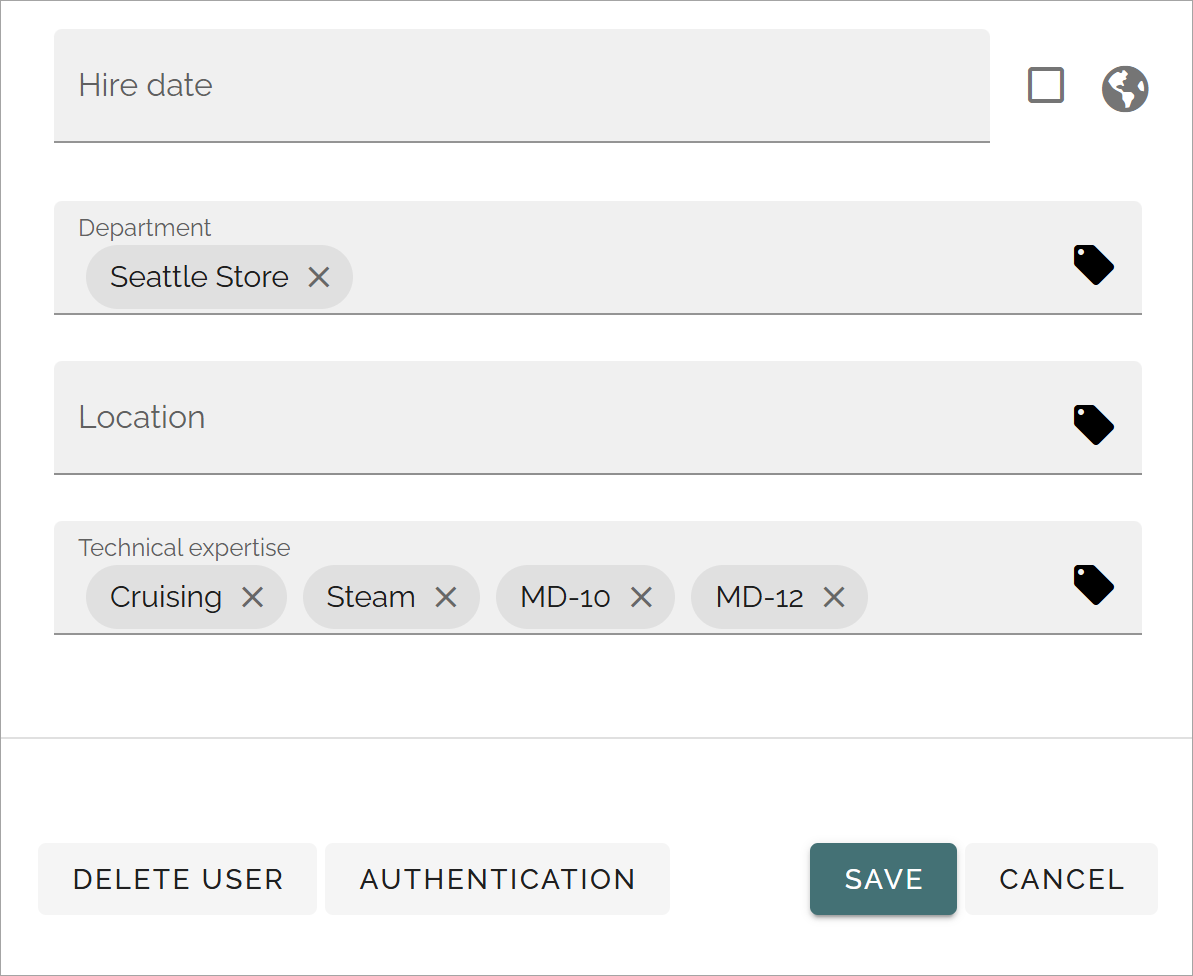 Hire date
Department
Seattle Store
Location
Technical expertise
Cruising Steam MD-10 MD-12
DELETE USER AUTHENTICATION SAVE CANCEL